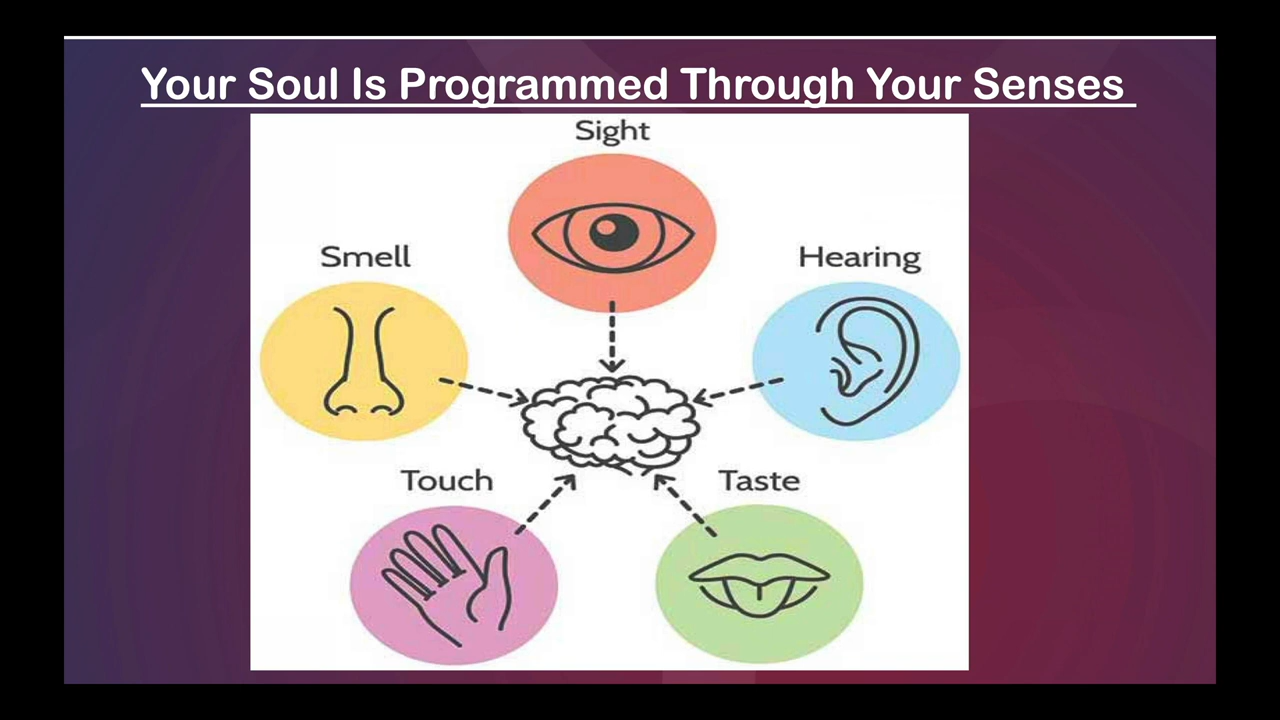 Your Soul Is Programmed Through Your Senses
Sight
Smell
Hearing
Touch
Taste